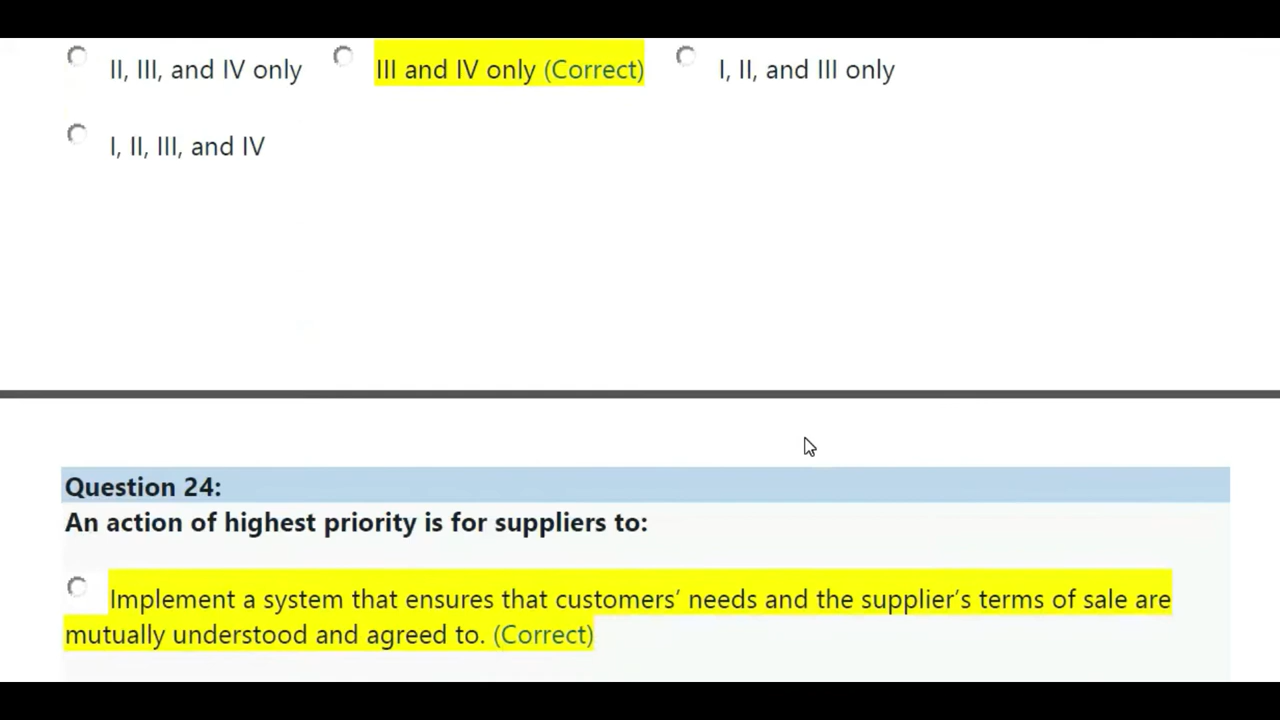 II, III, and IV only III and IV only (Correct) I, II, and III only
I, II, III, and IV
Question 24:
An action of highest priority is for suppliers to:
Implement a system that ensures that customers’ needs and the supplier’s terms of sale are
mutually understood and agreed to. (Correct)